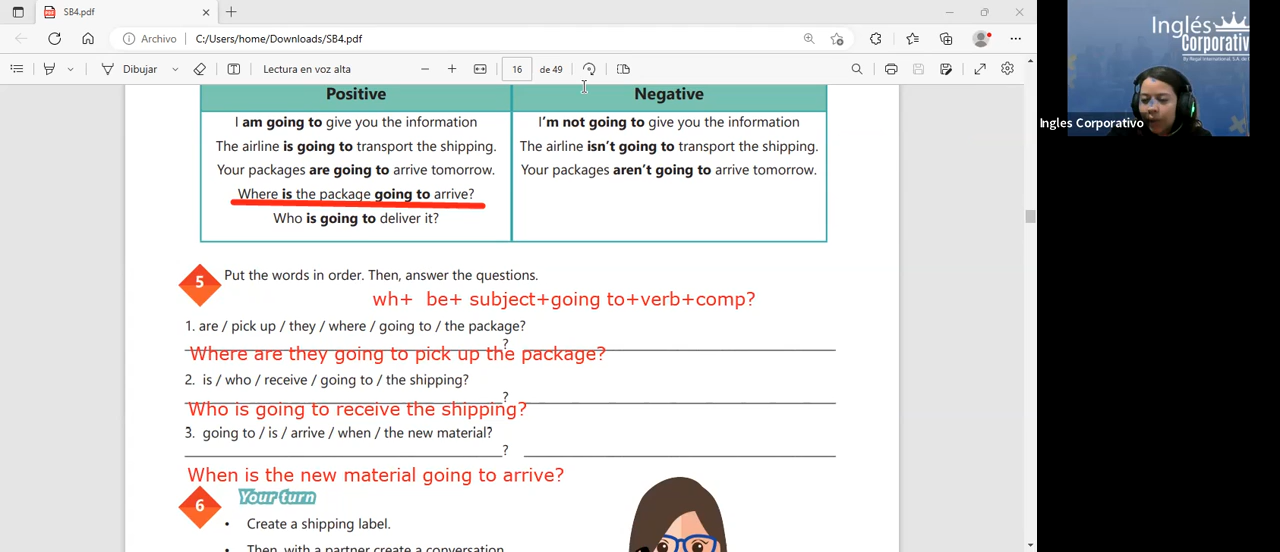 SB4.pdf
Archivo
C:/Users/home/Downloads/SB4.pdf
Dibujar
Lectura en voz alta
16
de 49
Inglés
Corporativo
By Regal International, S.A. de
Ingles Corporativo
Positive
Negative
I am going to give you the information
I'm not going to give you the information
The airline is going to transport the shipping.
The airline isn't going to transport the shipping.
Your packages are going to arrive tomorrow.
Your packages aren't going to arrive tomorrow.
Where is the package going to arrive?
Who is going to deliver it?
5
Put the words in order. Then, answer the questions.
wh+ be+ subject+going to+verb+comp?
1. are / pick up / they / where / going to / the package?
?
Where are they going to pick up the package?
2. is / who / receive / going to / the shipping?
?
Who is going to receive the shipping?
3. going to / is / arrive / when / the new material?
?
When is the new material going to arrive?
6
Your turn
• Create a shipping label.
• Then, with a partner create a conversation